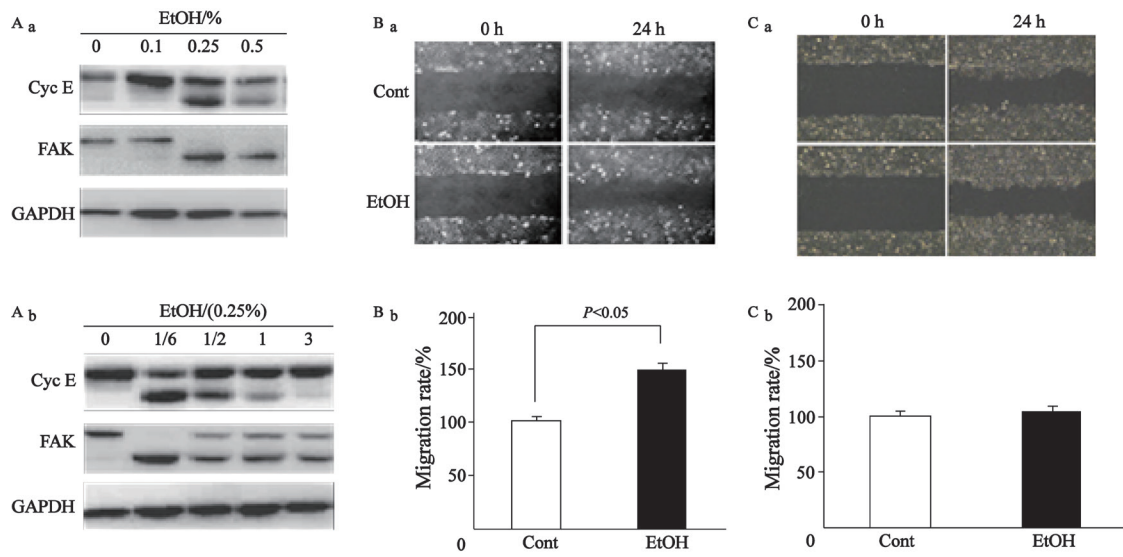 A a
EtOH/%
0 0.1 0.25 0.5
Cyc E
FAK
GAPDH
B a
0 h 24 h
Cont
EtOH
C a
0 h 24 h
A b
EtOH/(0.25%)
0 1/6 1/2 1 3
Cyc E
FAK
GAPDH
B b
Migration rate/%
200
150
100
50
0
P<0.05
Cont EtOH
C b
Migration rate/%
200
150
100
50
0
Cont EtOH